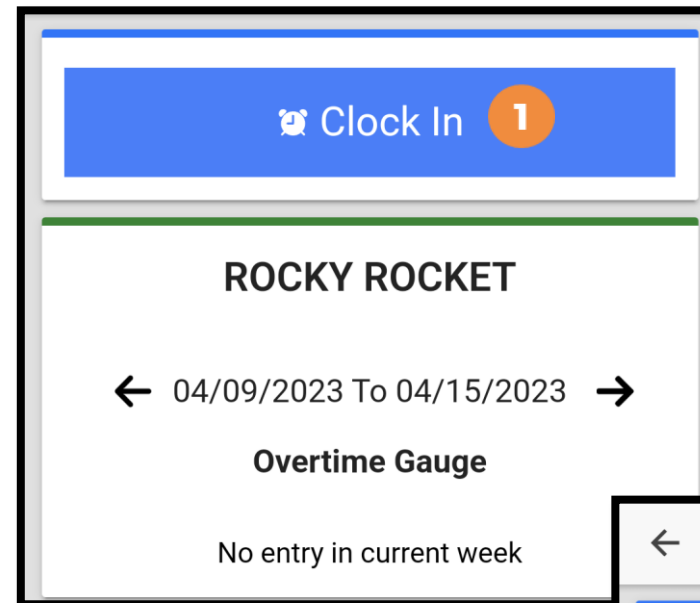 Clock In 1
ROCKY ROCKET
04/09/2023 To 04/15/2023
Overtime Gauge
No entry in current week